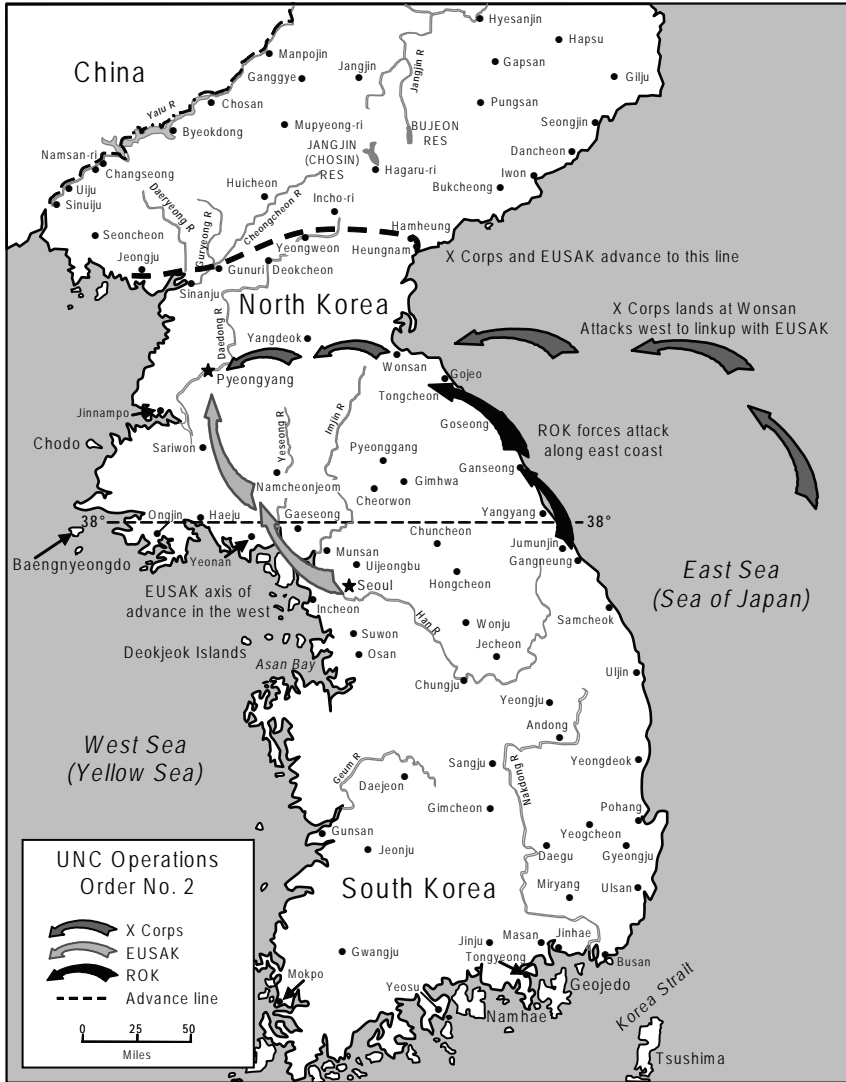 Hyesanjin
Hapsu
China
Manpojin
Ganggye
Jangjin
Jangjin R
Gapsan
Gilju
Yalu R
Chosan
Pungsan
Byeokdong
Mupyeong-ri
BUJEON
RES
Seongjin
JANGJIN
(CHOSIN)
RES
Dancheon
Namsan-ri
Changseong
Hagaru-ri
Iwon
Uiju
Sinuiju
Daeryeong R
Guryeong R
Huicheon
Cheongcheon R
Bukcheong
Incho-ri
Seoncheon
Hamheung
Yeongweon
Heungnam
Jeongju
Gunuri
Deokcheon
X Corps and EUSAK advance to this line
Sinanju
North Korea
X Corps lands at Wonsan
Attacks west to linkup with EUSAK
Daedong R
Yangdeok
Wonsan
Pyeongyang
Gojeo
Tongcheon
Jinnampo
Imjin R
Yeseong R
Goseong
ROK forces attack
along east coast
Chodo
Sariwon
Pyeonggang
Ganseong
Namcheonjeom
Gimhwa
Cheorwon
Ongjin
Haeju
Gaeseong
Yangyang
38°
38°
Baengnyeongdo
Yeonan
Chuncheon
Munsan
Jumunjin
Uijeongbu
Gangneung
EUSAK axis of
advance in the west
Seoul
Hongcheon
East Sea
(Sea of Japan)
Incheon
Han R
Samcheok
Suwon
Wonju
Deokjeok Islands
Osan
Jecheon
Asan Bay
Chungju
Uljin
Yeongju
Andong
West Sea
(Yellow Sea)
Geum R
Sangju
Nakdong R
Yeongdeok
Daejeon
Gimcheon
Pohang
Gunsan
Yeogcheon
Jeonju
Daegu
Gyeongju
South Korea
Miryang
Ulsan
Jinju
Masan
Jinhae
Gwangju
Tongyeong
Busan
Mokpo
Geojedo
Yeosu
Namhae
Korea Strait
Tsushima
UNC Operations
Order No. 2
X Corps
EUSAK
ROK
Advance line
0 25 50
Miles